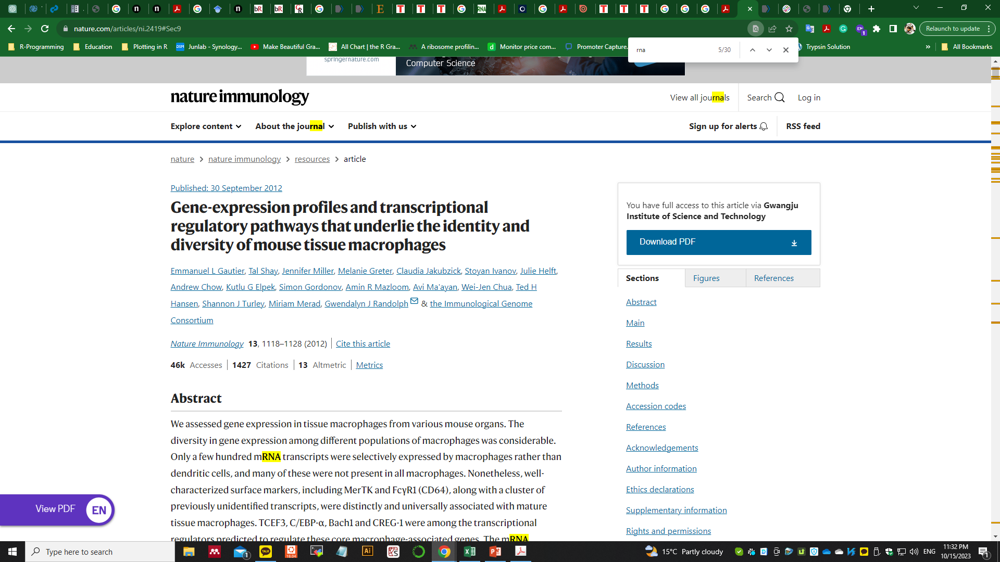 nature.com/articles/ni.2419#Sec9
Relaunch to update
R-Programming
Education
Plotting in R
Junlab - Synology...
Make Beautiful Gra...
All Chart | the R Gra...
A ribosome profilin...
Monitor price com...
Promoter Capture.
Trypsin Solution
»
All Bookmarks
rna
5/30
springernature.com
Computer Science
nature immunology
View all journals
Search
Log in
Explore content
About the journal
Publish with us
Sign up for alerts
RSS feed
nature > nature immunology > resources > article
Published: 30 September 2012
Gene-expression profiles and transcriptional
regulatory pathways that underlie the identity and
diversity of mouse tissue macrophages
Emmanuel L Gautier, Tal Shay, Jennifer Miller, Melanie Greter, Claudia Jakubzick, Stoyan Ivanov, Julie Helft,
Andrew Chow, Kutlu G Elpek, Simon Gordonov, Amin R Mazloom, Avi Ma'ayan, Wei-Jen Chua, Ted H
Hansen, Shannon J Turley, Miriam Merad, Gwendalyn J Randolph & the Immunological Genome
Consortium
Nature Immunology 13, 1118–1128 (2012) | Cite this article
46k Accesses | 1427 Citations | 13 Altmetric | Metrics
Abstract
We assessed gene expression in tissue macrophages from various mouse organs. The
diversity in gene expression among different populations of macrophages was considerable.
Only a few hundred mRNA transcripts were selectively expressed by macrophages rather than
dendritic cells, and many of these were not present in all macrophages. Nonetheless, well-
characterized surface markers, including MerTK and FcγR1 (CD64), along with a cluster of
previously unidentified transcripts, were distinctly and universally associated with mature
tissue macrophages. TCEF3, C/EBP-α, Bach1 and CREG-1 were among the transcriptional
regulators predicted to regulate these core macrophage-associated genes. The mRNA
You have full access to this article via Gwangju
Institute of Science and Technology
Download PDF
Sections
Figures
References
Abstract
Main
Results
Discussion
Methods
Accession codes
References
Acknowledgements
Author information
Ethics declarations
Supplementary information
Rights and permissions
View PDF
EN
Type here to search
15°C Partly cloudy
ENG
11:32 PM
10/15/2023